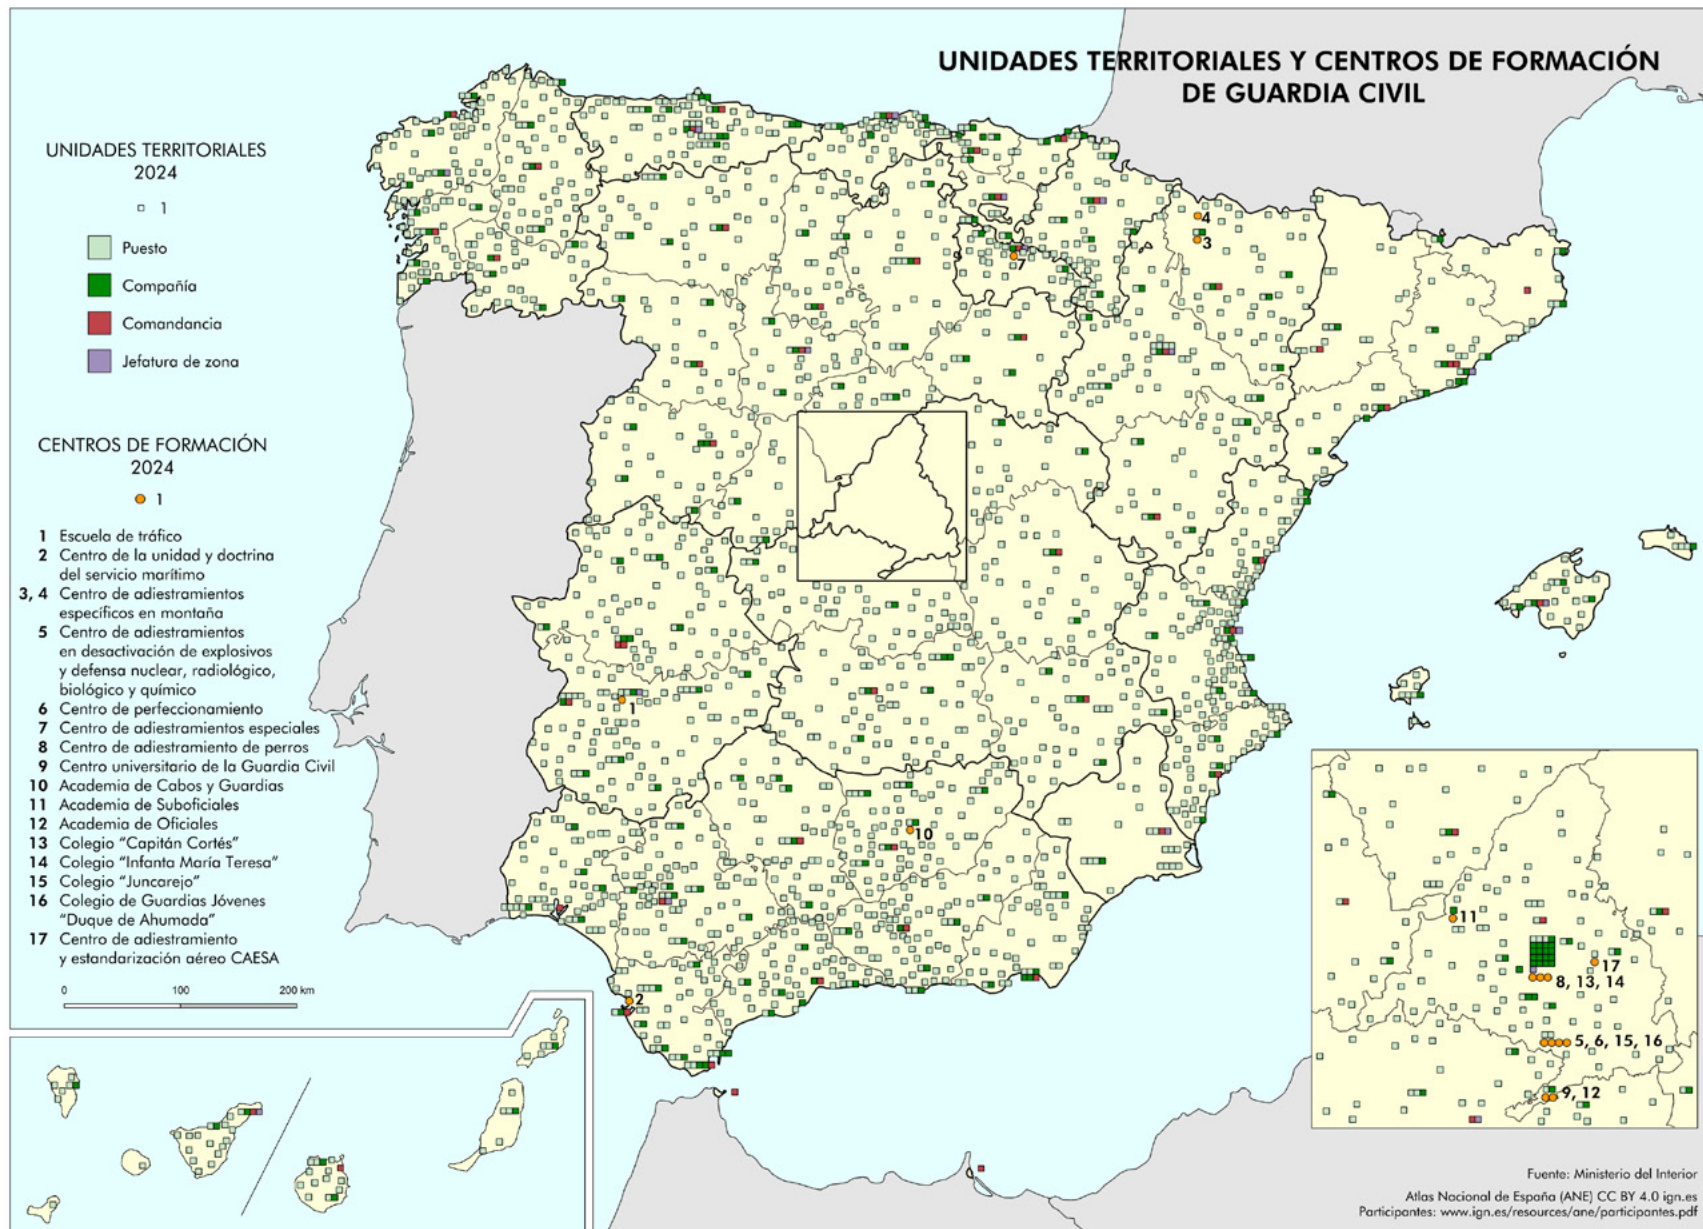 UNIDADES TERRITORIALES Y CENTROS DE FORMACIÓN
DE GUARDIA CIVIL
UNIDADES TERRITORIALES
2024
1
Puesto
Compañía
Comandancia
Jefatura de zona
CENTROS DE FORMACIÓN
2024
1
1 Escuela de tráfico
2 Centro de la unidad y doctrina
del servicio marítimo
3, 4 Centro de adiestramientos
específicos en montaña
5 Centro de adiestramientos
en desactivación de explosivos
y defensa nuclear, radiológico,
biológico y químico
6 Centro de perfeccionamiento
7 Centro de adiestramientos especiales
8 Centro de adiestramiento de perros
9 Centro universitario de la Guardia Civil
10 Academia de Cabos y Guardias
11 Academia de Suboficiales
12 Academia de Oficiales
13 Colegio "Capitán Cortés"
14 Colegio "Infanta María Teresa"
15 Colegio "Juncarejo"
16 Colegio de Guardias Jóvenes
"Duque de Ahumada"
17 Centro de adiestramiento
y estandarización aéreo CAESA
0 100 200 km
4
3
7
1
10
2
11
17
8, 13, 14
5, 6, 15, 16
9, 12
Fuente: Ministerio del Interior
Atlas Nacional de España (ANE) CC BY 4.0 ign.es
Participantes: www.ign.es/resources/ane/participantes.pdf